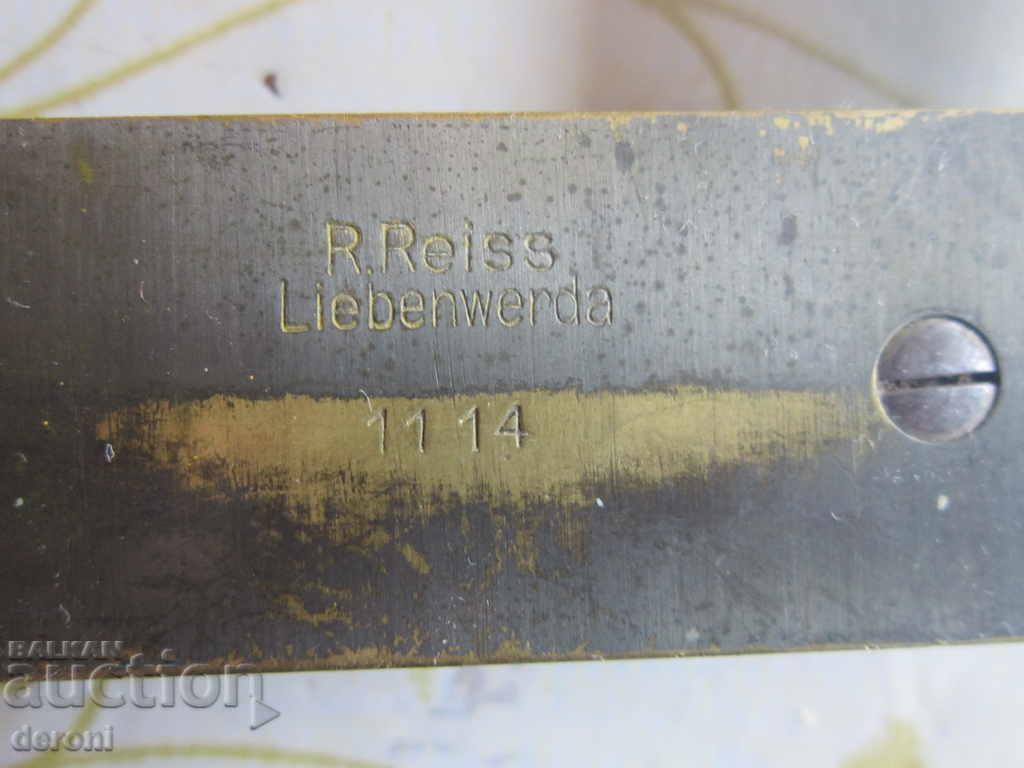 R.Reiss
Liebenwerda
11 14
BALKAN
auction
deroni